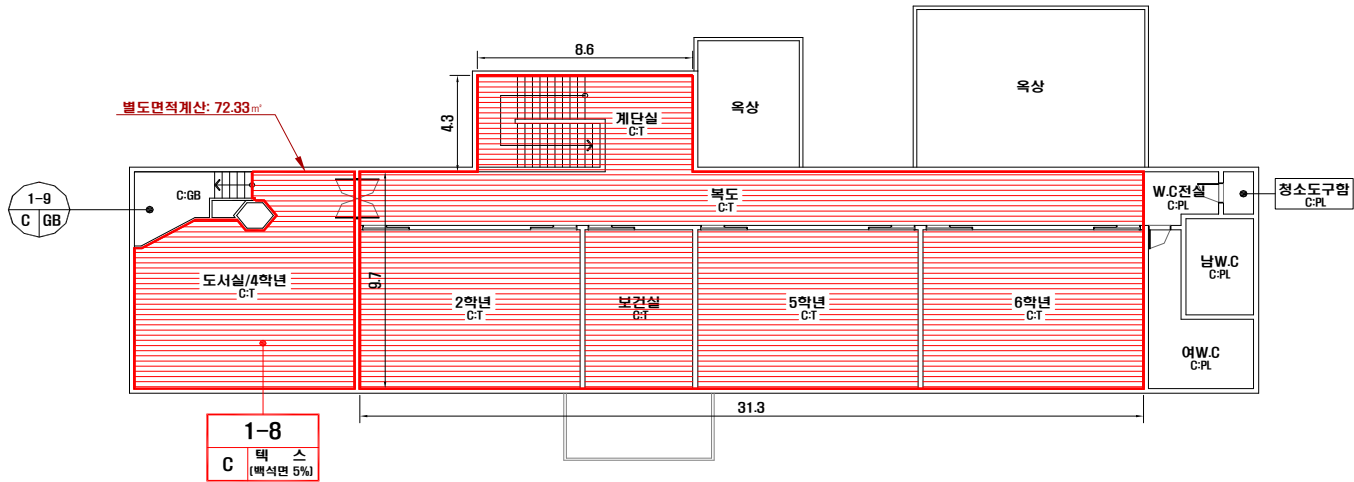 8.6
옥상
옥상
별도면적계산: 72.33㎡
4.3
계단실
C:T
1-9
C GB
C:GB
복도
C:T
W.C전실
C:PL
청소도구함
C:PL
도서실/4학년
C:T
9.7
2학년
C:T
보건실
C:T
5학년
C:T
6학년
C:T
남W.C
C:PL
여W.C
C:PL
31.3
1-8
C 텍 스
(백석면 5%)